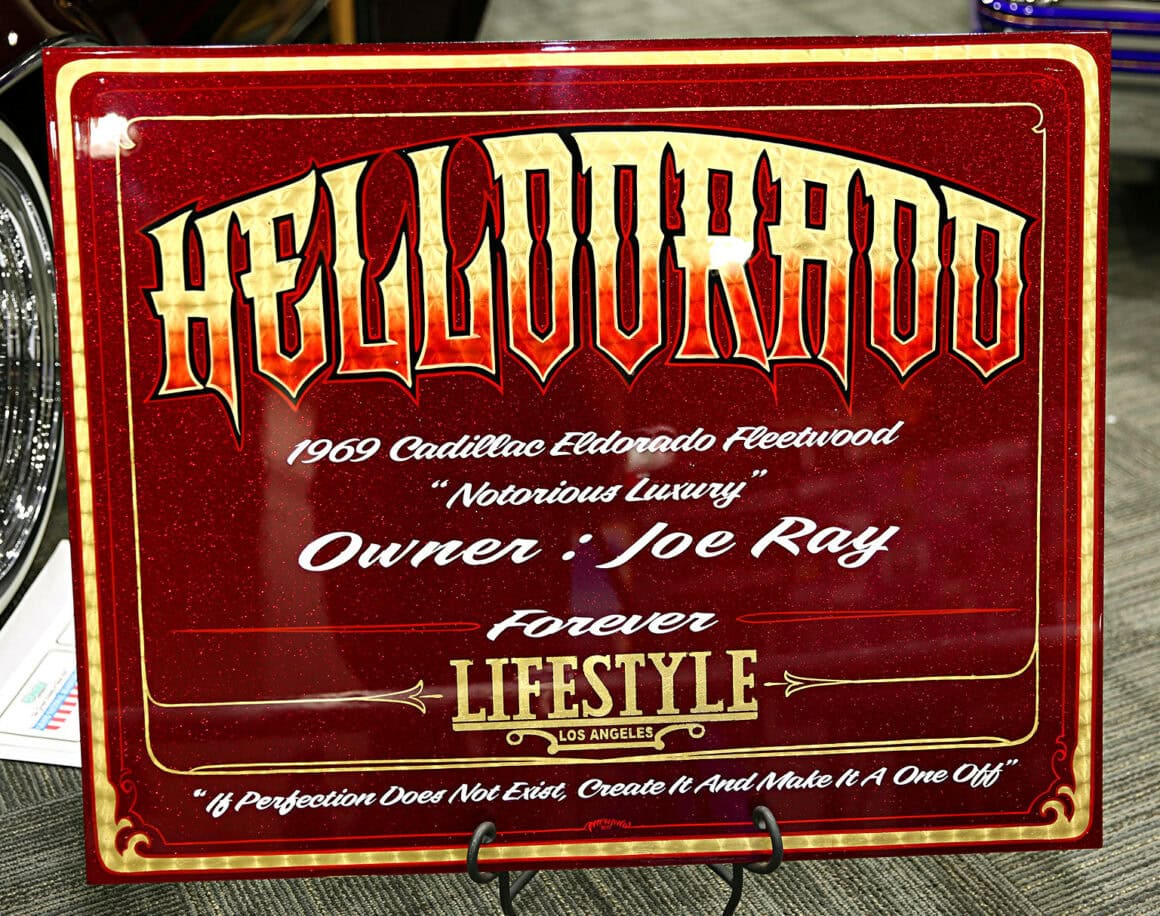 HELLDORADO
1969 Cadillac Eldorado Fleetwood
"Notorious Luxury"
Owner : Joe Ray
Forever
LIFESTYLE
LOS ANGELES
"If Perfection Does Not Exist, Create It And Make It A One Off"